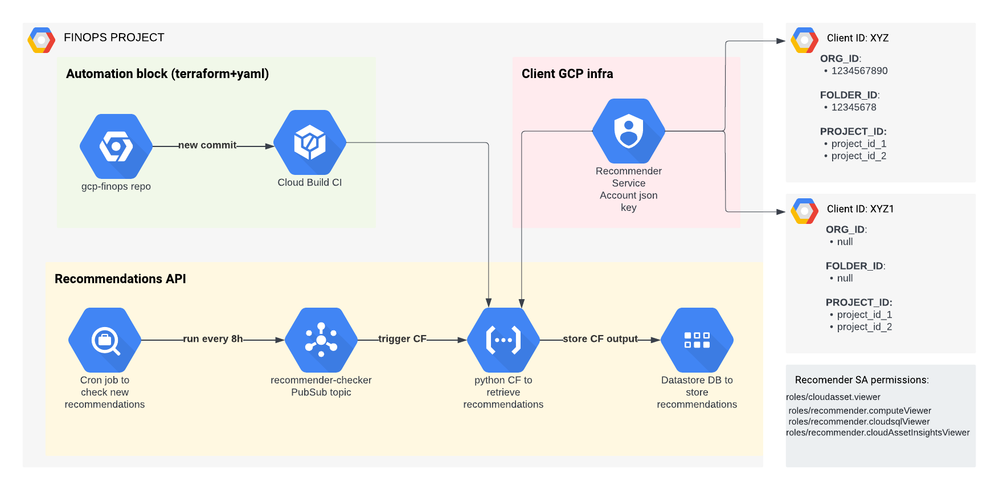 FINOPS PROJECT
Automation block (terraform+yaml)
new commit
gcp-finops repo
Cloud Build CI
Client GCP infra
Recommender
Service
Account json
key
Recommendations API
run every 8h
trigger CF
store CF output
Cron job to
check new
recommendations
recommender-checker
PubSub topic
python CF to
retrieve
recommendations
Datastore DB to
store
recommendations
Client ID: XYZ
ORG_ID:
• 1234567890
FOLDER_ID:
• 12345678
PROJECT_ID:
• project_id_1
• project_id_2
Client ID: XYZ1
ORG_ID:
• null
FOLDER_ID:
• null
PROJECT_ID:
• project_id_1
• project_id_2
Recomender SA permissions:
roles/cloudasset.viewer
roles/recommender.computeViewer
roles/recommender.cloudsqlViewer
roles/recommender.cloudAssetInsightsViewer